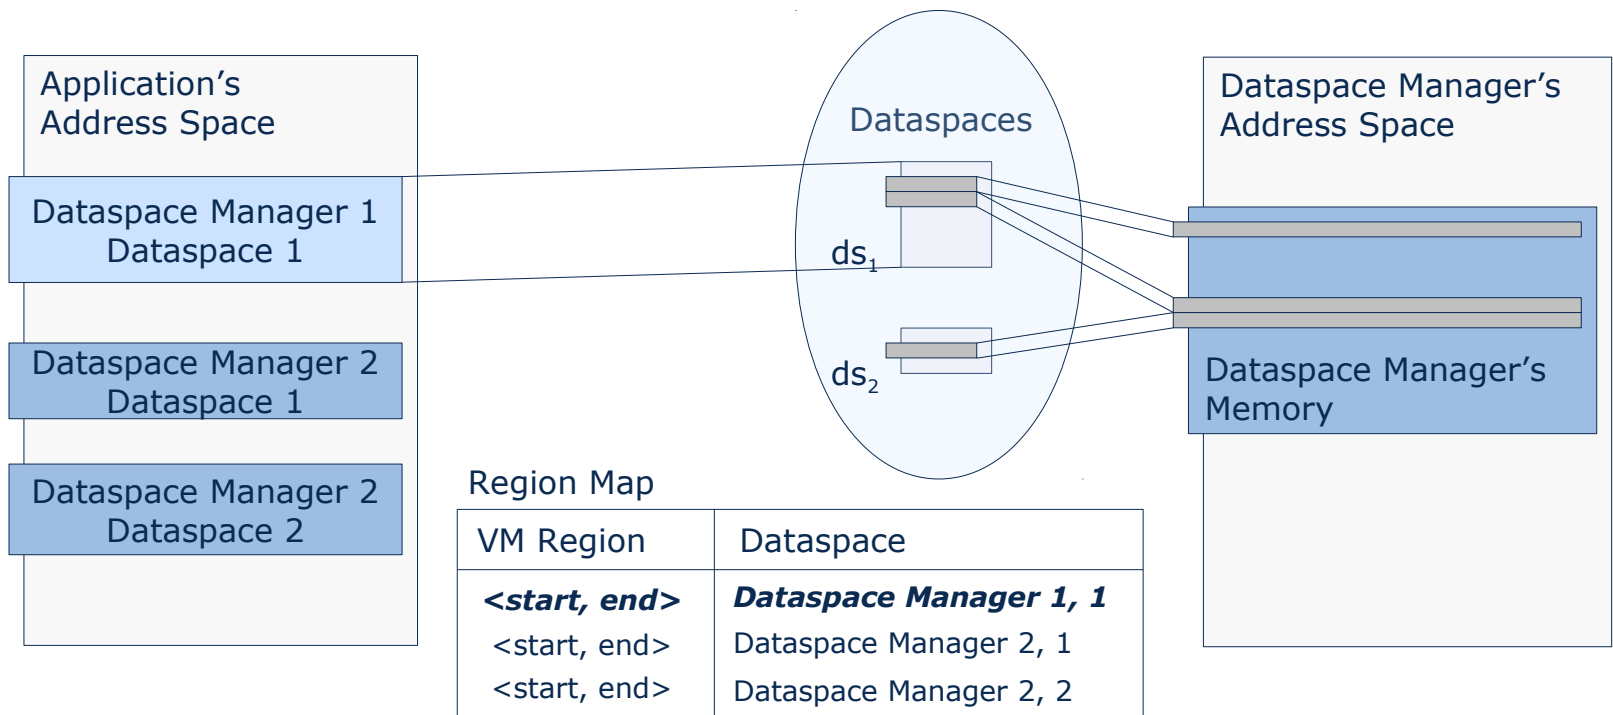 Application’s
Address Space
Dataspace Manager 1
Dataspace 1
Dataspace Manager 2
Dataspace 1
Dataspace Manager 2
Dataspace 2
Dataspaces
ds₁
ds₂
Dataspace Manager’s
Address Space
Dataspace Manager’s
Memory
Region Map
VM Region Dataspace
<start, end> Dataspace Manager 1, 1
<start, end> Dataspace Manager 2, 1
<start, end> Dataspace Manager 2, 2